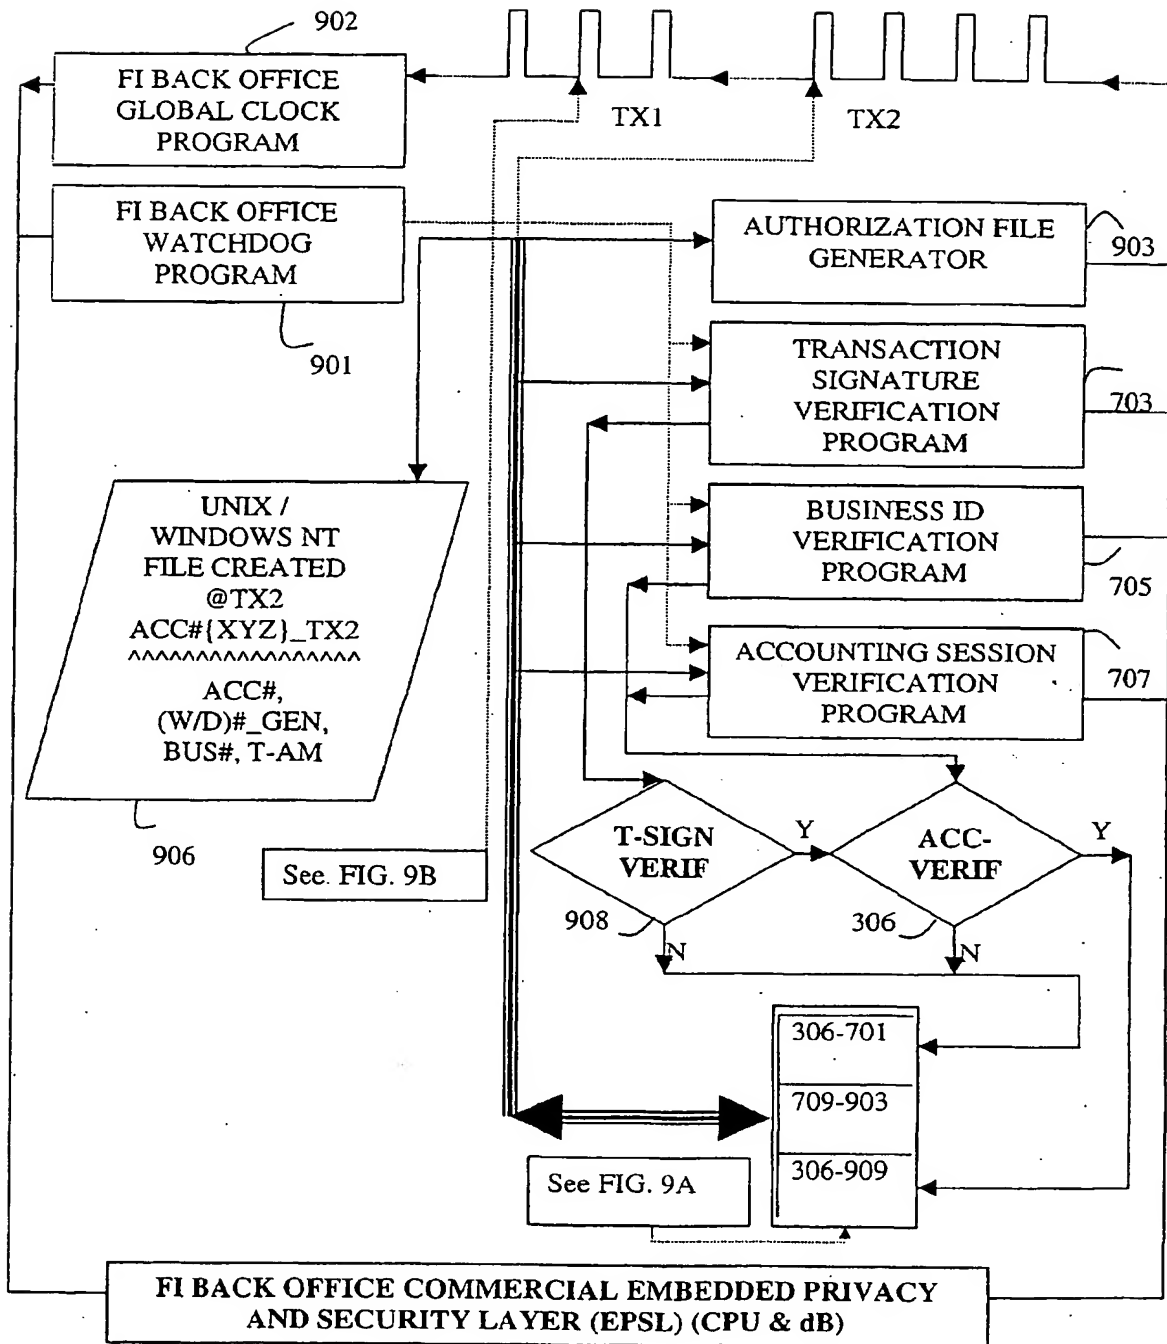 902
FI BACK OFFICE
GLOBAL CLOCK
PROGRAM
TX1
TX2
FI BACK OFFICE
WATCHDOG
PROGRAM
901
AUTHORIZATION FILE
GENERATOR
903
TRANSACTION
SIGNATURE
VERIFICATION
PROGRAM
703
BUSINESS ID
VERIFICATION
PROGRAM
705
ACCOUNTING SESSION
VERIFICATION
PROGRAM
707
UNIX /
WINDOWS NT
FILE CREATED
@TX2
ACC#{XYZ}_TX2
^^^^^^^^^^^^^^^^^
ACC#,
(W/D)#_GEN,
BUS#, T-AM
906
See. FIG. 9B
T-SIGN
VERIF
Y
908
N
ACC-
VERIF
Y
306
N
306-701
709-903
306-909
See FIG. 9A
FI BACK OFFICE COMMERCIAL EMBEDDED PRIVACY
AND SECURITY LAYER (EPSL) (CPU & dB)